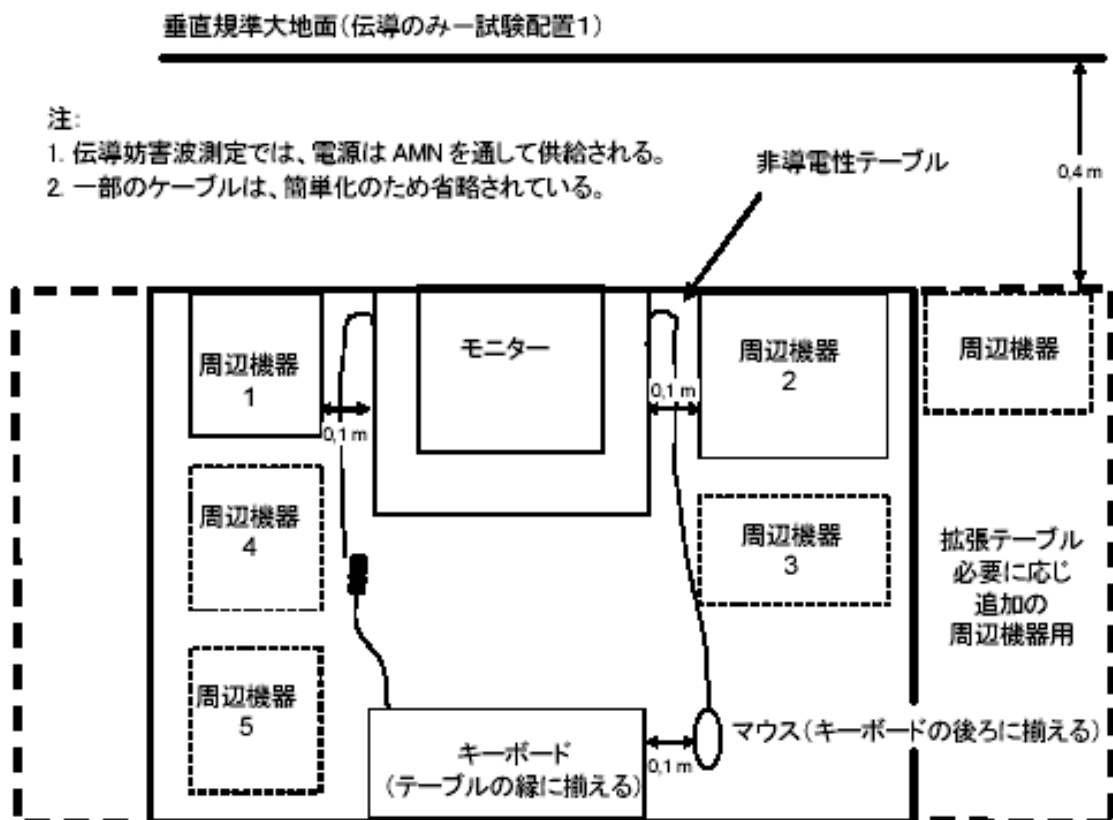 垂直規準大地面(伝導のみー試験配置1)
注:
1. 伝導妨害波測定では、電源は AMN を通して供給される。
2. 一部のケーブルは、簡単化のため省略されている。
非導電性テーブル
0,4 m
周辺機器
1
モニター
周辺機器
2
周辺機器
0,1 m
0,1 m
周辺機器
4
周辺機器
3
拡張テーブル
必要に応じ
追加の
周辺機器用
周辺機器
5
キーボード
(テーブルの縁に揃える)
0,1 m
マウス(キーボードの後ろに揃える)